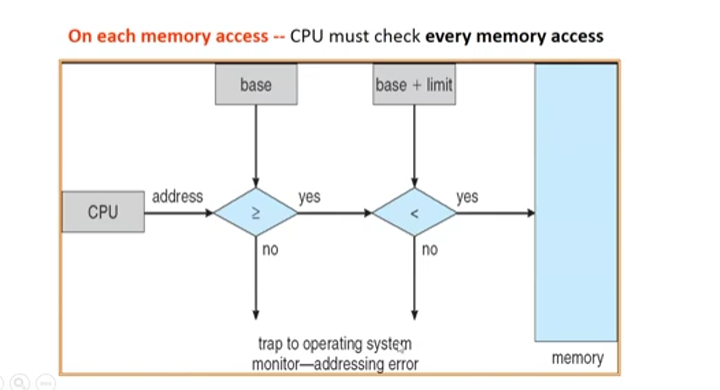 On each memory access -- CPU must check every memory access
base
base + limit
address
yes
yes
CPU
≥
<
no
no
trap to operating system
monitor—addressing error
memory